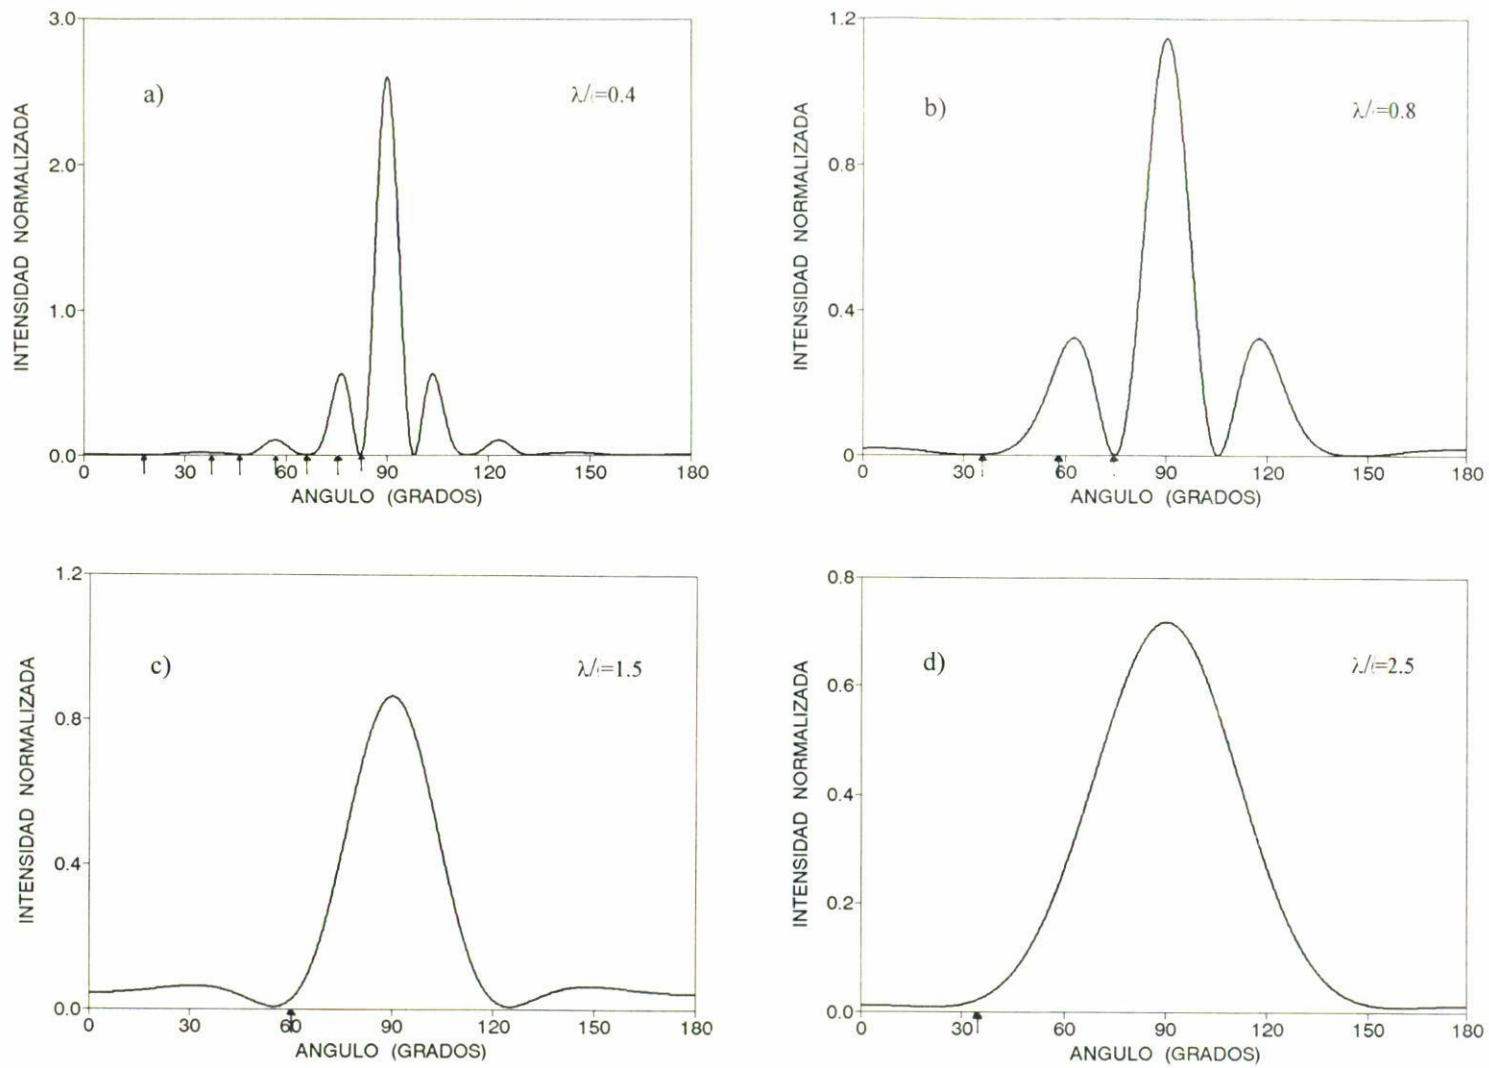 3.0
2.0
1.0
0.0
INTENSIDAD NORMALIZADA
a)
λ/ℓ=0.4
0 30 60 90 120 150 180
ANGULO (GRADOS)
1.2
0.8
0.4
0
INTENSIDAD NORMALIZADA
b)
=0.8
0 30 60 90 120 150 180
ANGULO (GRADOS)
1.2
0.8
0.4
0.0
INTENSIDAD NORMALIZADA
c)
λ/ℓ=1.5
0 30 60 90 120 150 180
ANGULO (GRADOS)
0.8
0.6
0.4
0.2
0.0
INTENSIDAD NORMALIZADA
d)
λ/ℓ=2.5
0 30 60 90 120 150 180
ANGULO (GRADOS)